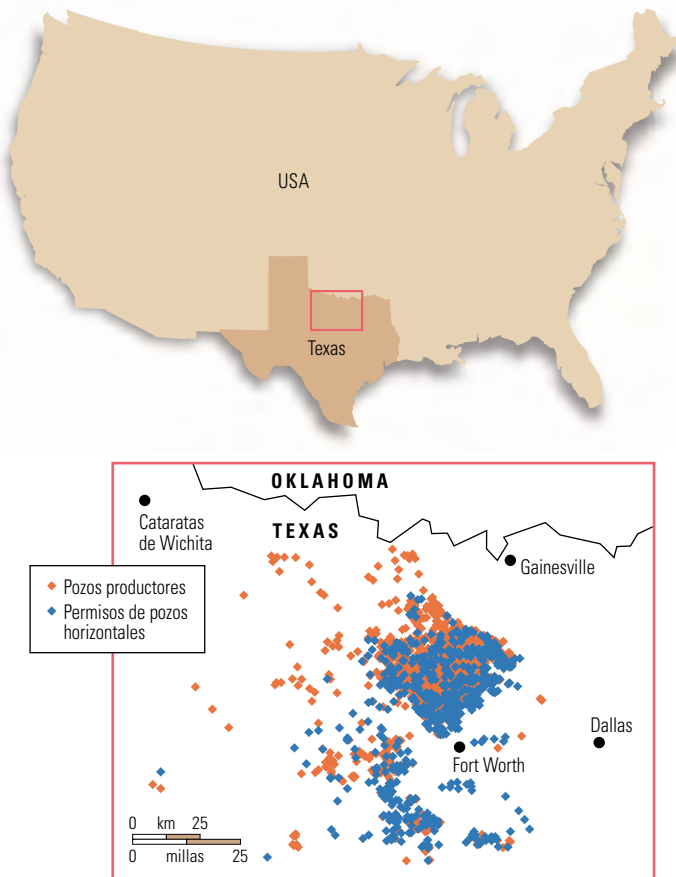 USA
Texas
OKLAHOMA
TEXAS
Cataratas
de Wichita
Gainesville
Pozos productores
Permisos de pozos
horizontales
Dallas
Fort Worth
0 km 25
0 millas 25